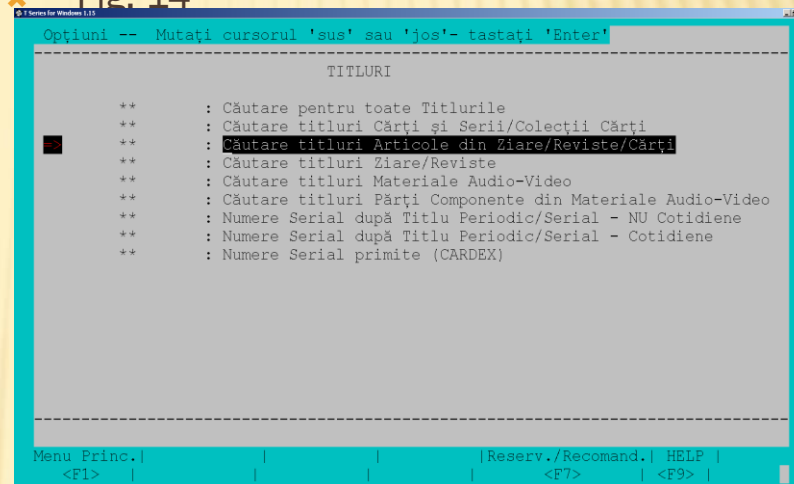 Fig. 14
T Series for Windows 1.15
Opţiuni -- Mutaţi cursorul 'sus' sau 'jos'- tastaţi 'Enter'
TITLURI
** : Căutare pentru toate Titlurile
** : Căutare titluri Cărţi şi Serii/Colecţii Cărţi
=> ** : Căutare titluri Articole din Ziare/Reviste/Cărţi
** : Căutare titluri Ziare/Reviste
** : Căutare titluri Materiale Audio-Video
** : Căutare titluri Părţi Componente din Materiale Audio-Video
** : Numere Serial după Titlu Periodic/Serial - NU Cotidiene
** : Numere Serial după Titlu Periodic/Serial - Cotidiene
** : Numere Serial primite (CARDEX)
Menu Princ.| | | |Reserv./Recomand.| HELP |
<F1> | | | | <F7> | <F9> |